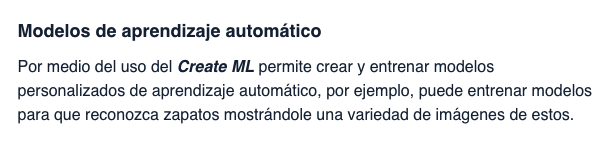 Modelos de aprendizaje automático
Por medio del uso del Create ML permite crear y entrenar modelos
personalizados de aprendizaje automático, por ejemplo, puede entrenar modelos
para que reconozca zapatos mostrándole una variedad de imágenes de estos.